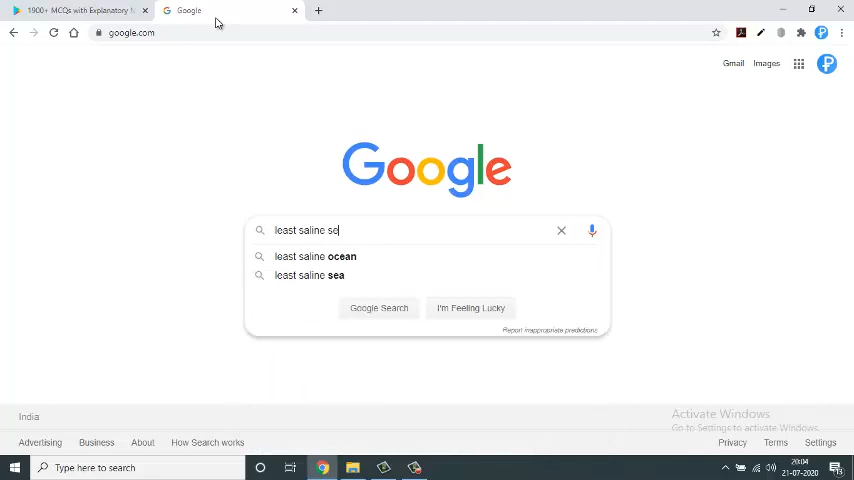 1900+ MCQs with Explanatory
Google
google.com
Gmail
Images
Google
least saline se
least saline ocean
least saline sea
Google Search
I'm Feeling Lucky
Report inappropriate predictions
India
Activate Windows
Go to Settings to activate Windows.
Advertising
Business
About
How Search works
Privacy
Terms
Settings
Type here to search
20:04
21-07-2020